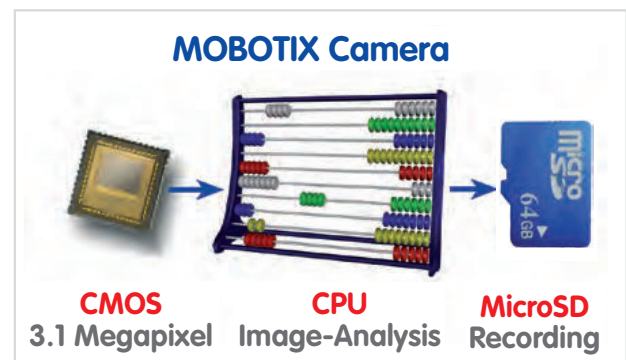 MOBOTIX Camera
micro
SD
64GB
CMOS
CPU
MicroSD
3.1 Megapixel
Image-Analysis
Recording